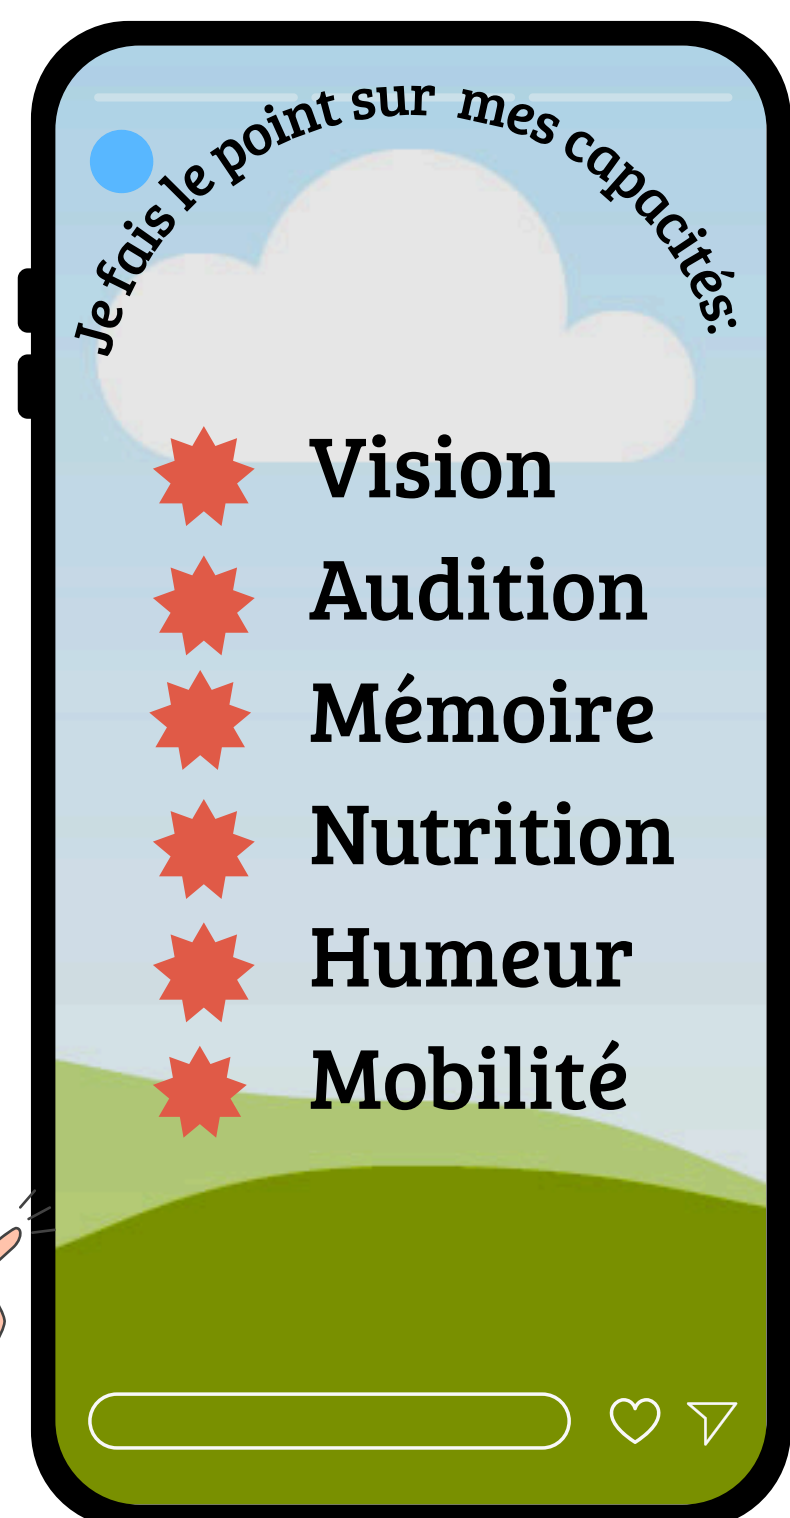 Je fais le point sur mes capacités:
Vision
Audition
Mémoire
Nutrition
Humeur
Mobilité